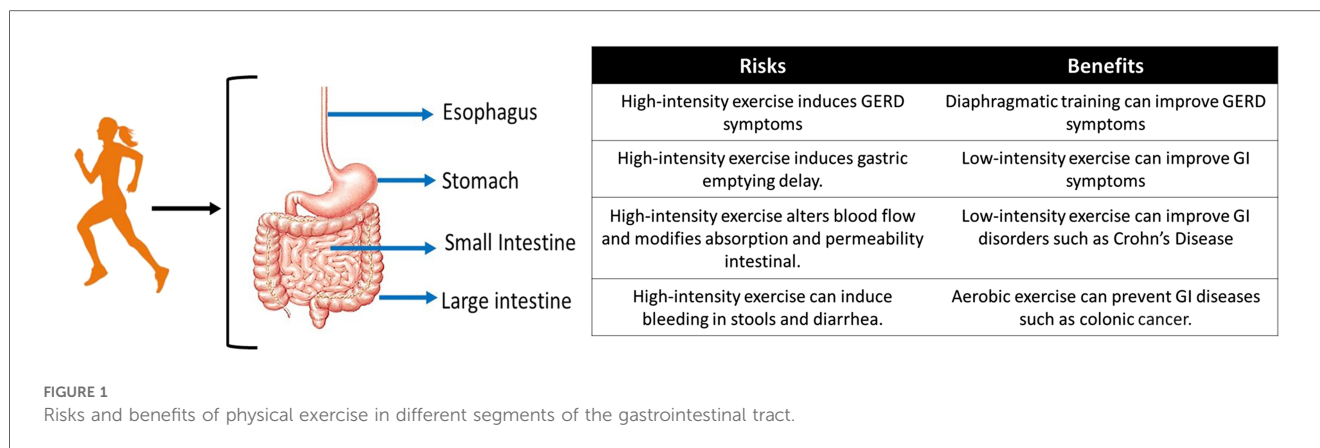 Esophagus
Stomach
Small Intestine
Large intestine
Risks
Benefits
High-intensity exercise induces GERD
symptoms
Diaphragmatic training can improve GERD
symptoms
High-intensity exercise induces gastric
emptying delay.
Low-intensity exercise can improve GI
symptoms
High-intensity exercise alters blood flow
and modifies absorption and permeability
intestinal.
Low-intensity exercise can improve GI
disorders such as Crohn's Disease
High-intensity exercise can induce
bleeding in stools and diarrhea.
Aerobic exercise can prevent GI diseases
such as colonic cancer.
FIGURE 1
Risks and benefits of physical exercise in different segments of the gastrointestinal tract.